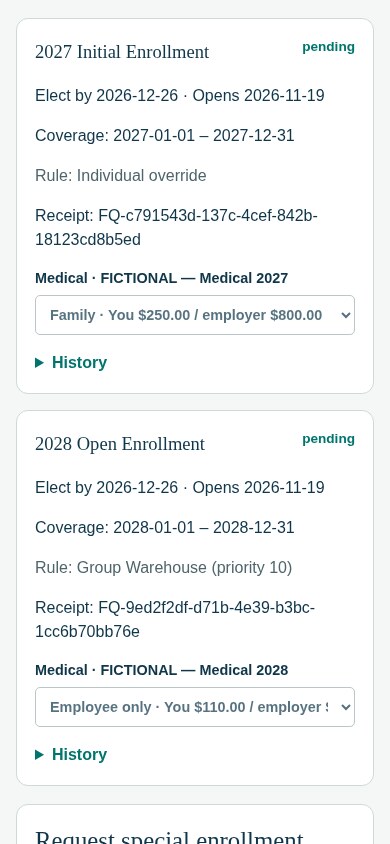 2027 Initial Enrollment
pending
Elect by 2026-12-26 · Opens 2026-11-19
Coverage: 2027-01-01 – 2027-12-31
Rule: Individual override
Receipt: FQ-c791543d-137c-4cef-842b-
18123cd8b5ed
Medical · FICTIONAL — Medical 2027
Family · You $250.00 / employer $800.00
History
2028 Open Enrollment
pending
Elect by 2026-12-26 · Opens 2026-11-19
Coverage: 2028-01-01 – 2028-12-31
Rule: Group Warehouse (priority 10)
Receipt: FQ-9ed2f2df-d71b-4e39-b3bc-
1cc6b70bb76e
Medical · FICTIONAL — Medical 2028
Employee only · You $110.00 / employer
History
Request special enrollment